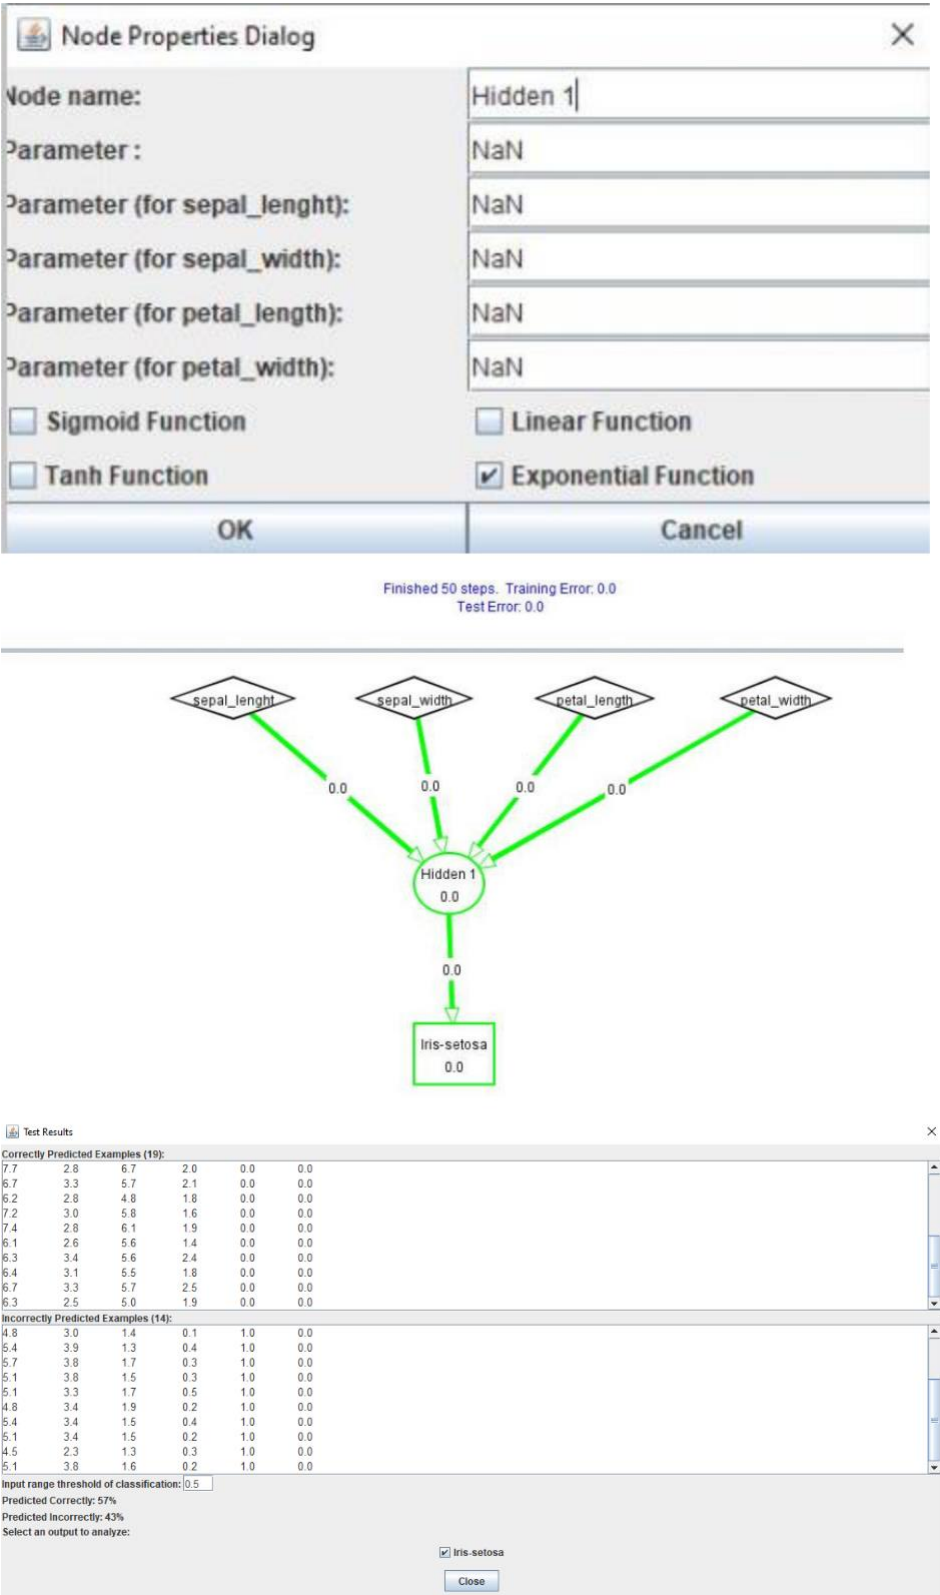 Node Properties Dialog
Node name:
Hidden 1
Parameter :
NaN
Parameter (for sepal_lenght):
NaN
Parameter (for sepal_width):
NaN
Parameter (for petal_length):
NaN
Parameter (for petal_width):
NaN
Sigmoid Function
Linear Function
Tanh Function
Exponential Function
OK
Cancel
Finished 50 steps. Training Error: 0.0
Test Error: 0.0
sepal_lenght
sepal_width
petal_length
petal_width
0.0
0.0
0.0
0.0
Hidden 1
0.0
0.0
Iris-setosa
0.0
Test Results
Correctly Predicted Examples (19):
7.7 2.8 6.7 2.0 0.0 0.0
6.7 3.3 5.7 2.1 0.0 0.0
6.2 2.8 4.8 1.8 0.0 0.0
7.2 3.0 5.8 1.6 0.0 0.0
7.4 2.8 6.1 1.9 0.0 0.0
6.1 2.6 5.6 1.4 0.0 0.0
6.3 3.4 5.6 2.4 0.0 0.0
6.4 3.1 5.5 1.8 0.0 0.0
6.7 3.3 5.7 2.5 0.0 0.0
6.3 2.5 5.0 1.9 0.0 0.0
Incorrectly Predicted Examples (14):
4.8 3.0 1.4 0.1 1.0 0.0
5.4 3.9 1.3 0.4 1.0 0.0
5.7 3.8 1.7 0.3 1.0 0.0
5.1 3.8 1.5 0.3 1.0 0.0
5.1 3.3 1.7 0.5 1.0 0.0
4.8 3.4 1.9 0.2 1.0 0.0
5.4 3.4 1.5 0.4 1.0 0.0
5.1 3.4 1.5 0.2 1.0 0.0
4.5 2.3 1.3 0.3 1.0 0.0
5.1 3.8 1.6 0.2 1.0 0.0
Input range threshold of classification: 0.5
Predicted Correctly: 57%
Predicted Incorrectly: 43%
Select an output to analyze:
Iris-setosa
Close